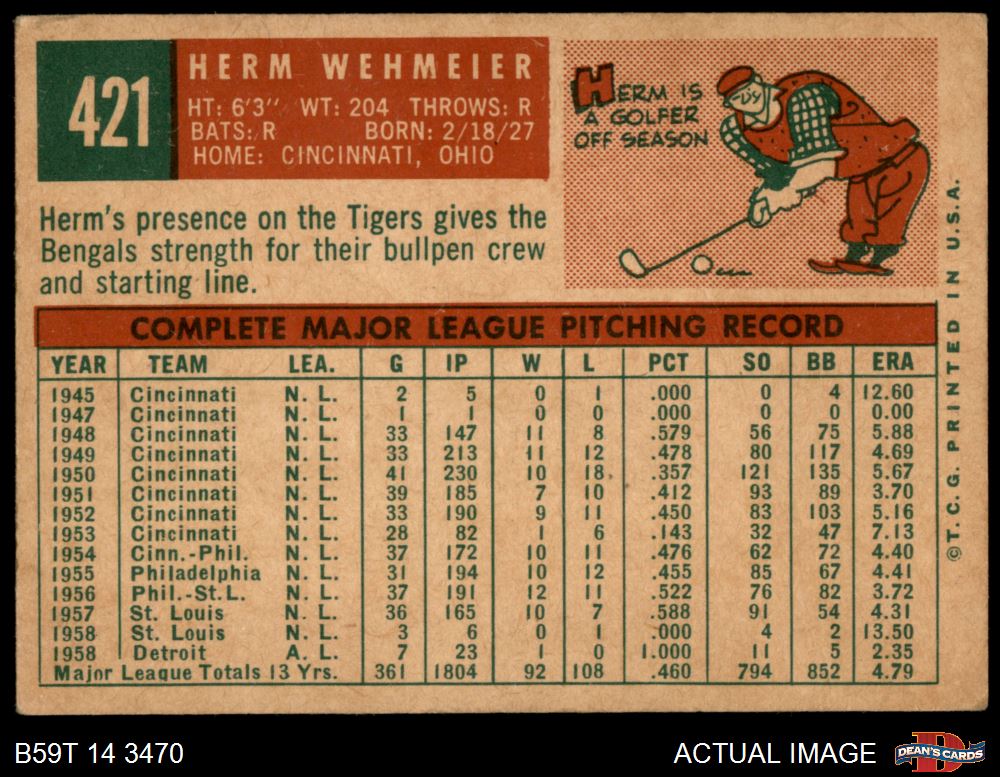 421
HERM WEHMEIER
HT: 6'3" WT: 204 THROWS: R
BATS: R BORN: 2/18/27
HOME: CINCINNATI, OHIO
HERM IS
A GOLFER
OFF SEASON
Herm's presence on the Tigers gives the
Bengals strength for their bullpen crew
and starting line.
COMPLETE MAJOR LEAGUE PITCHING RECORD
YEAR TEAM LEA. G IP W L PCT SO BB ERA
1945 Cincinnati N. L. 2 5 0 1 .000 0 4 12.60
1947 Cincinnati N. L. 1 1 0 0 .000 0 0 0.00
1948 Cincinnati N. L. 33 147 11 8 .579 56 75 5.88
1949 Cincinnati N. L. 33 213 11 12 .478 80 117 4.69
1950 Cincinnati N. L. 41 230 10 18 .357 121 135 5.67
1951 Cincinnati N. L. 39 185 7 10 .412 93 89 3.70
1952 Cincinnati N. L. 33 190 9 11 .450 83 103 5.16
1953 Cincinnati N. L. 28 82 1 6 .143 32 47 7.13
1954 Cinn.-Phil. N. L. 37 172 10 11 .476 62 72 4.40
1955 Philadelphia N. L. 31 194 10 12 .455 85 67 4.41
1956 Phil.-St.L. N. L. 37 191 12 11 .522 76 82 3.72
1957 St. Louis N. L. 36 165 10 7 .588 91 54 4.31
1958 St. Louis N. L. 3 6 0 1 .000 4 2 13.50
1958 Detroit A. L. 7 23 1 0 1.000 11 5 2.35
Major League Totals 13 Yrs. 361 1804 92 108 .460 794 852 4.79
©T.C.G. PRINTED IN U.S.A.
B59T 14 3470
ACTUAL IMAGE
D
DEAN'S CARDS